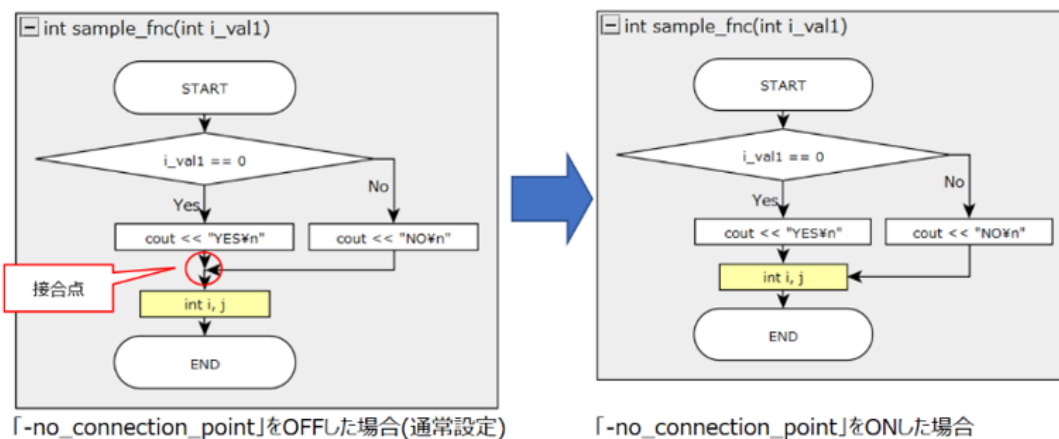 int sample_fnc(int i_val1)
START
i_val1 == 0
Yes
No
cout << "YES¥n"
cout << "NO¥n"
接合点
int i, j
END
「-no_connection_point」をOFFした場合(通常設定)
int sample_fnc(int i_val1)
START
i_val1 == 0
Yes
No
cout << "YES¥n"
cout << "NO¥n"
int i, j
END
「-no_connection_point」をONした場合